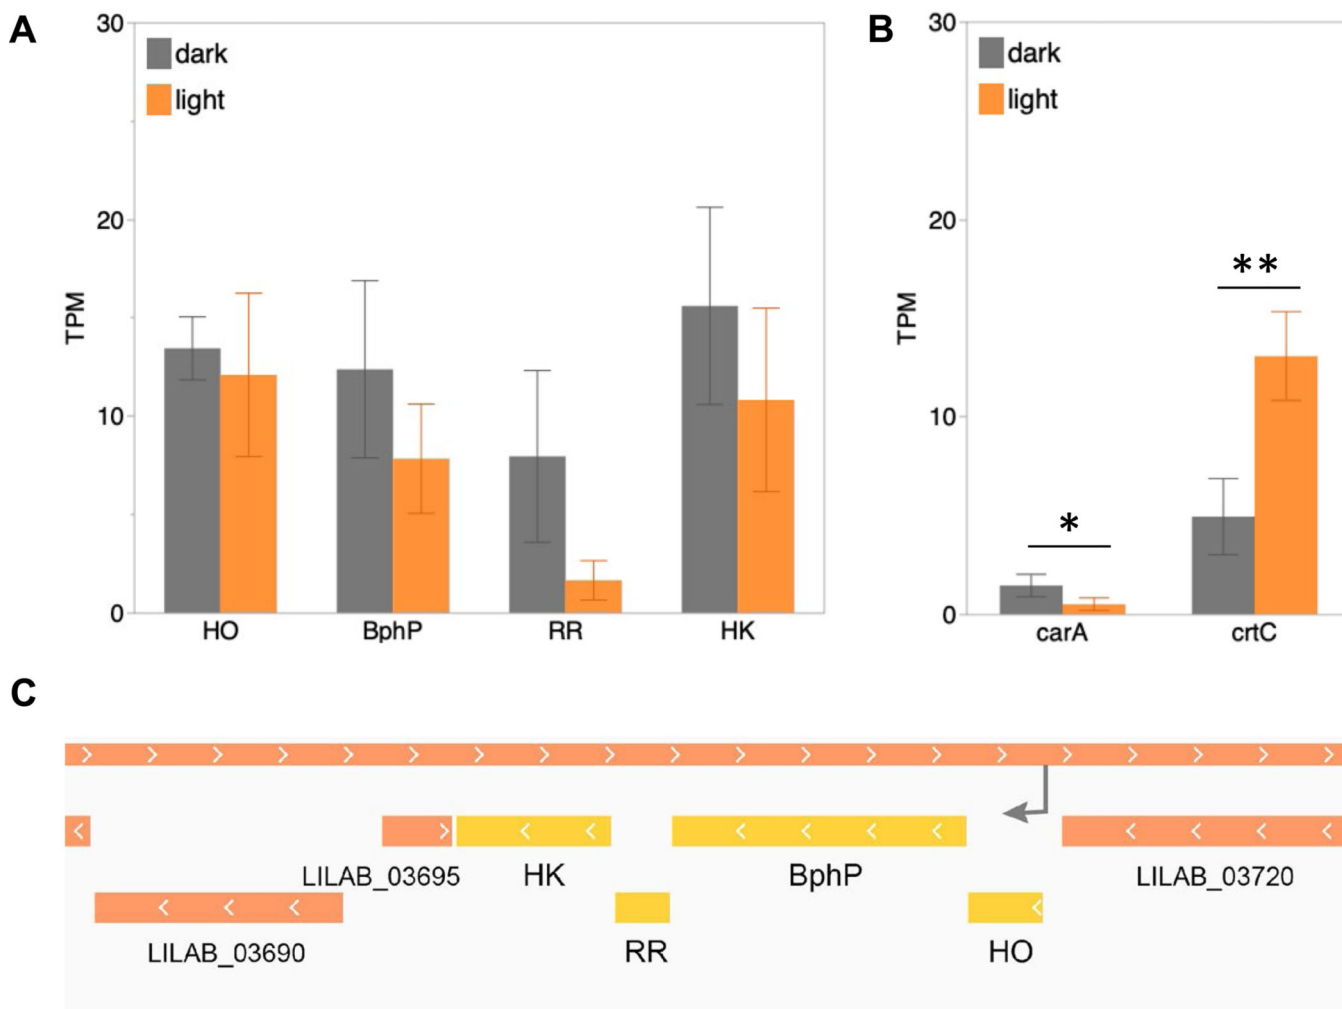 A
30
20
10
0
TPM
dark
light
HO
BphP
RR
HK
B
30
20
10
0
TPM
dark
light
*
**
carA
crtC
C
LILAB_03695
HK
BphP
LILAB_03720
LILAB_03690
RR
HO